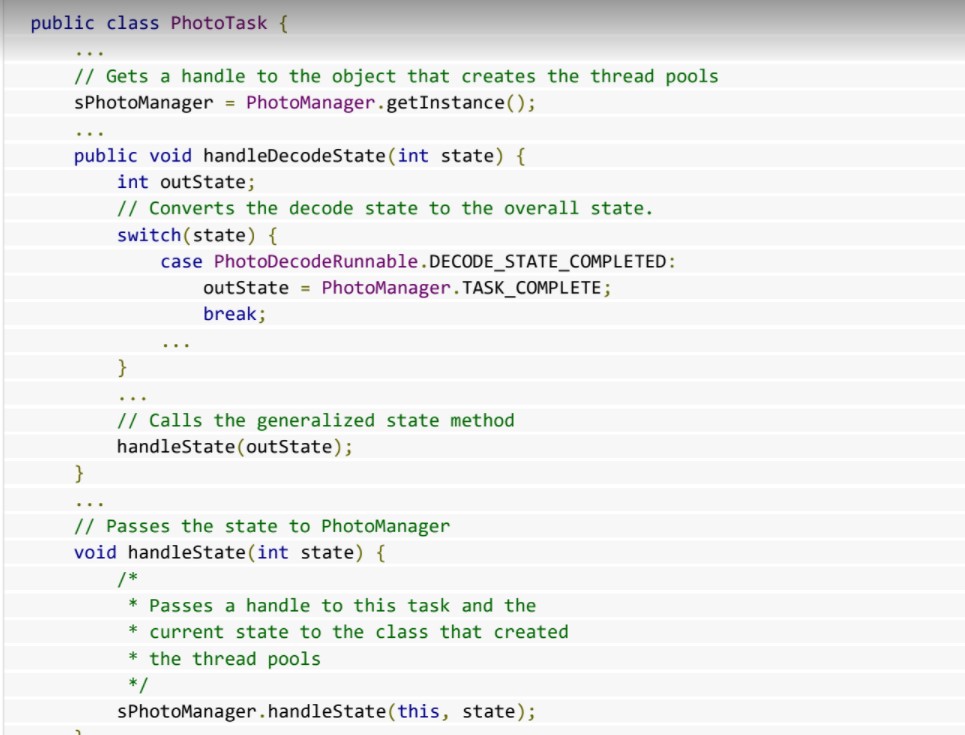 public class PhotoTask {
    ...
    // Gets a handle to the object that creates the thread pools
    sPhotoManager = PhotoManager.getInstance();
    ...
    public void handleDecodeState(int state) {
        int outState;
        // Converts the decode state to the overall state.
        switch(state) {
            case PhotoDecodeRunnable.DECODE_STATE_COMPLETED:
                outState = PhotoManager.TASK_COMPLETE;
                break;
            ...
        }
        ...
        // Calls the generalized state method
        handleState(outState);
    }
    ...
    // Passes the state to PhotoManager
    void handleState(int state) {
        /*
         * Passes a handle to this task and the
         * current state to the class that created
         * the thread pools
         */
        sPhotoManager.handleState(this, state);
    }